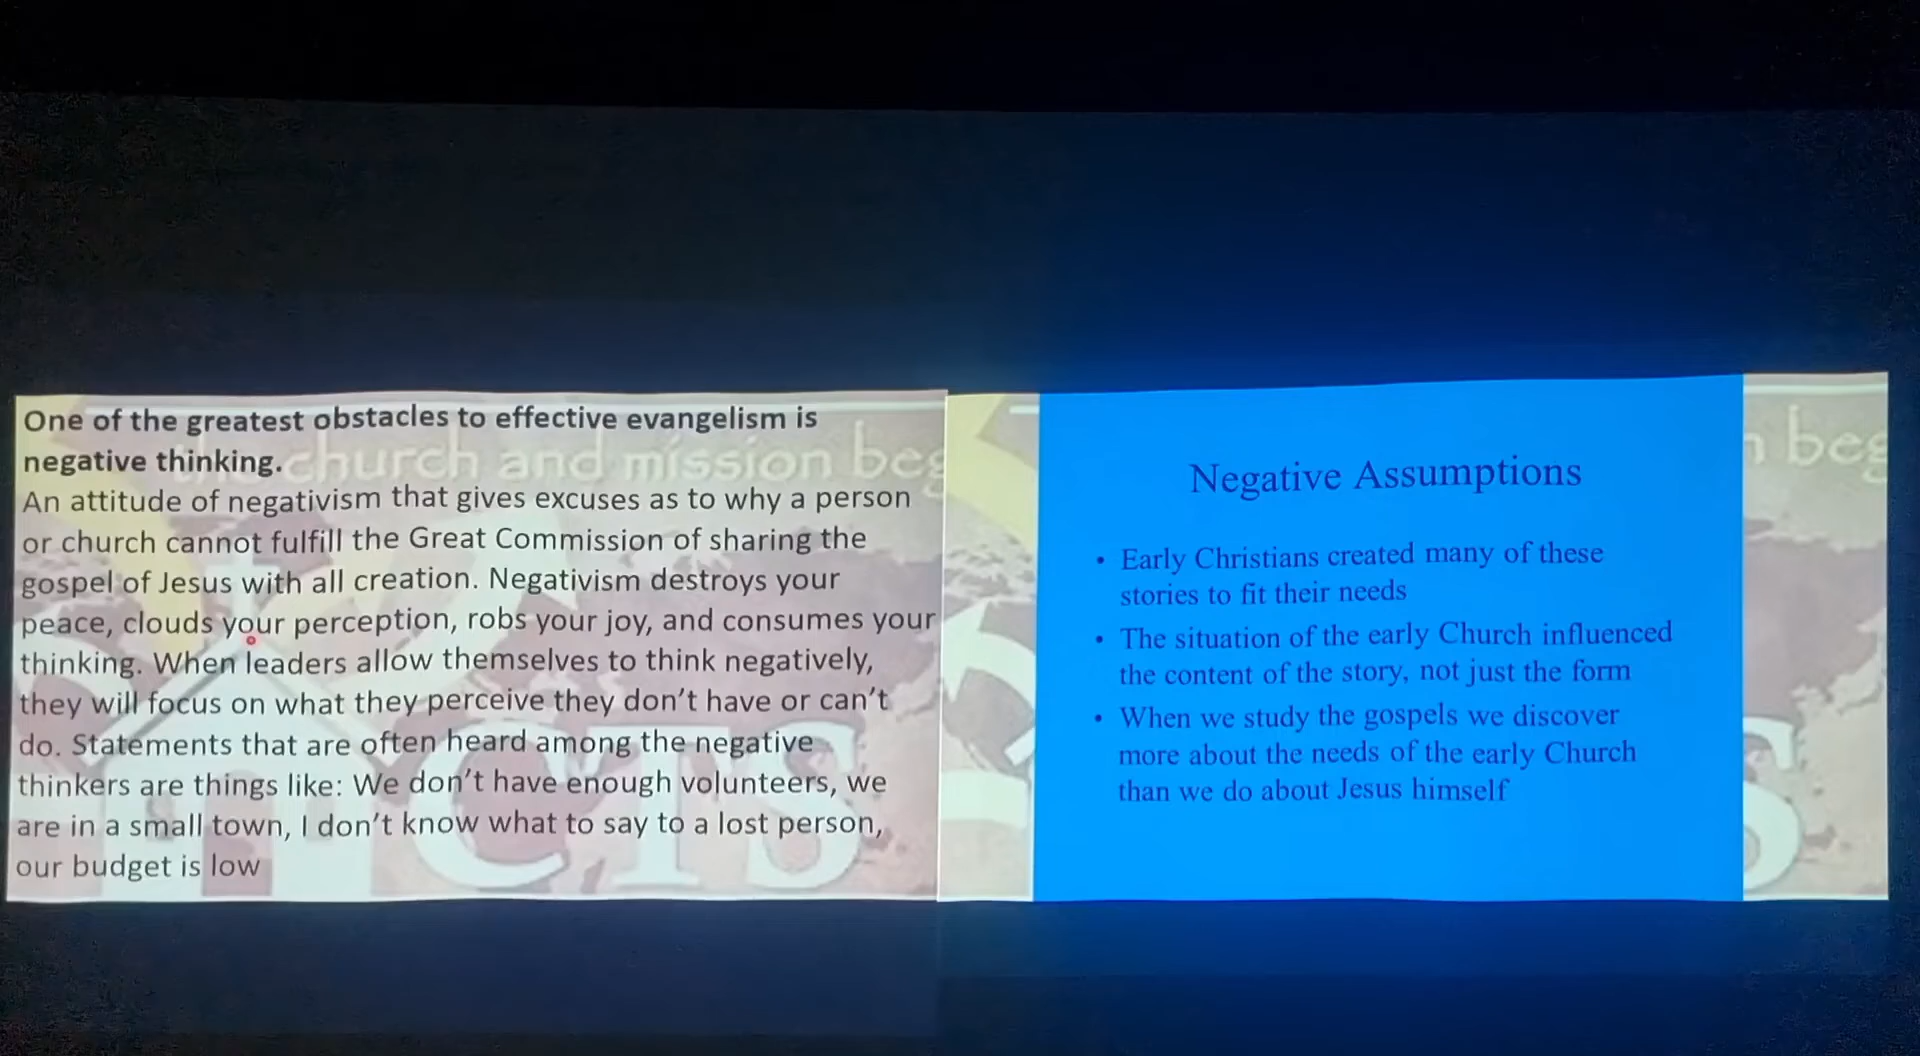 One of the greatest obstacles to effective evangelism is
negative thinking.
the church and mission beg
An attitude of negativism that gives excuses as to why a person
or church cannot fulfill the Great Commission of sharing the
gospel of Jesus with all creation. Negativism destroys your
peace, clouds your perception, robs your joy, and consumes your
thinking. When leaders allow themselves to think negatively,
they will focus on what they perceive they don't have or can't
do. Statements that are often heard among the negative
thinkers are things like: We don't have enough volunteers, we
are in a small town, I don't know what to say to a lost person,
our budget is low
CTS
Negative Assumptions
• Early Christians created many of these
stories to fit their needs
• The situation of the early Church influenced
the content of the story, not just the form
• When we study the gospels we discover
more about the needs of the early Church
than we do about Jesus himself
n beg
S